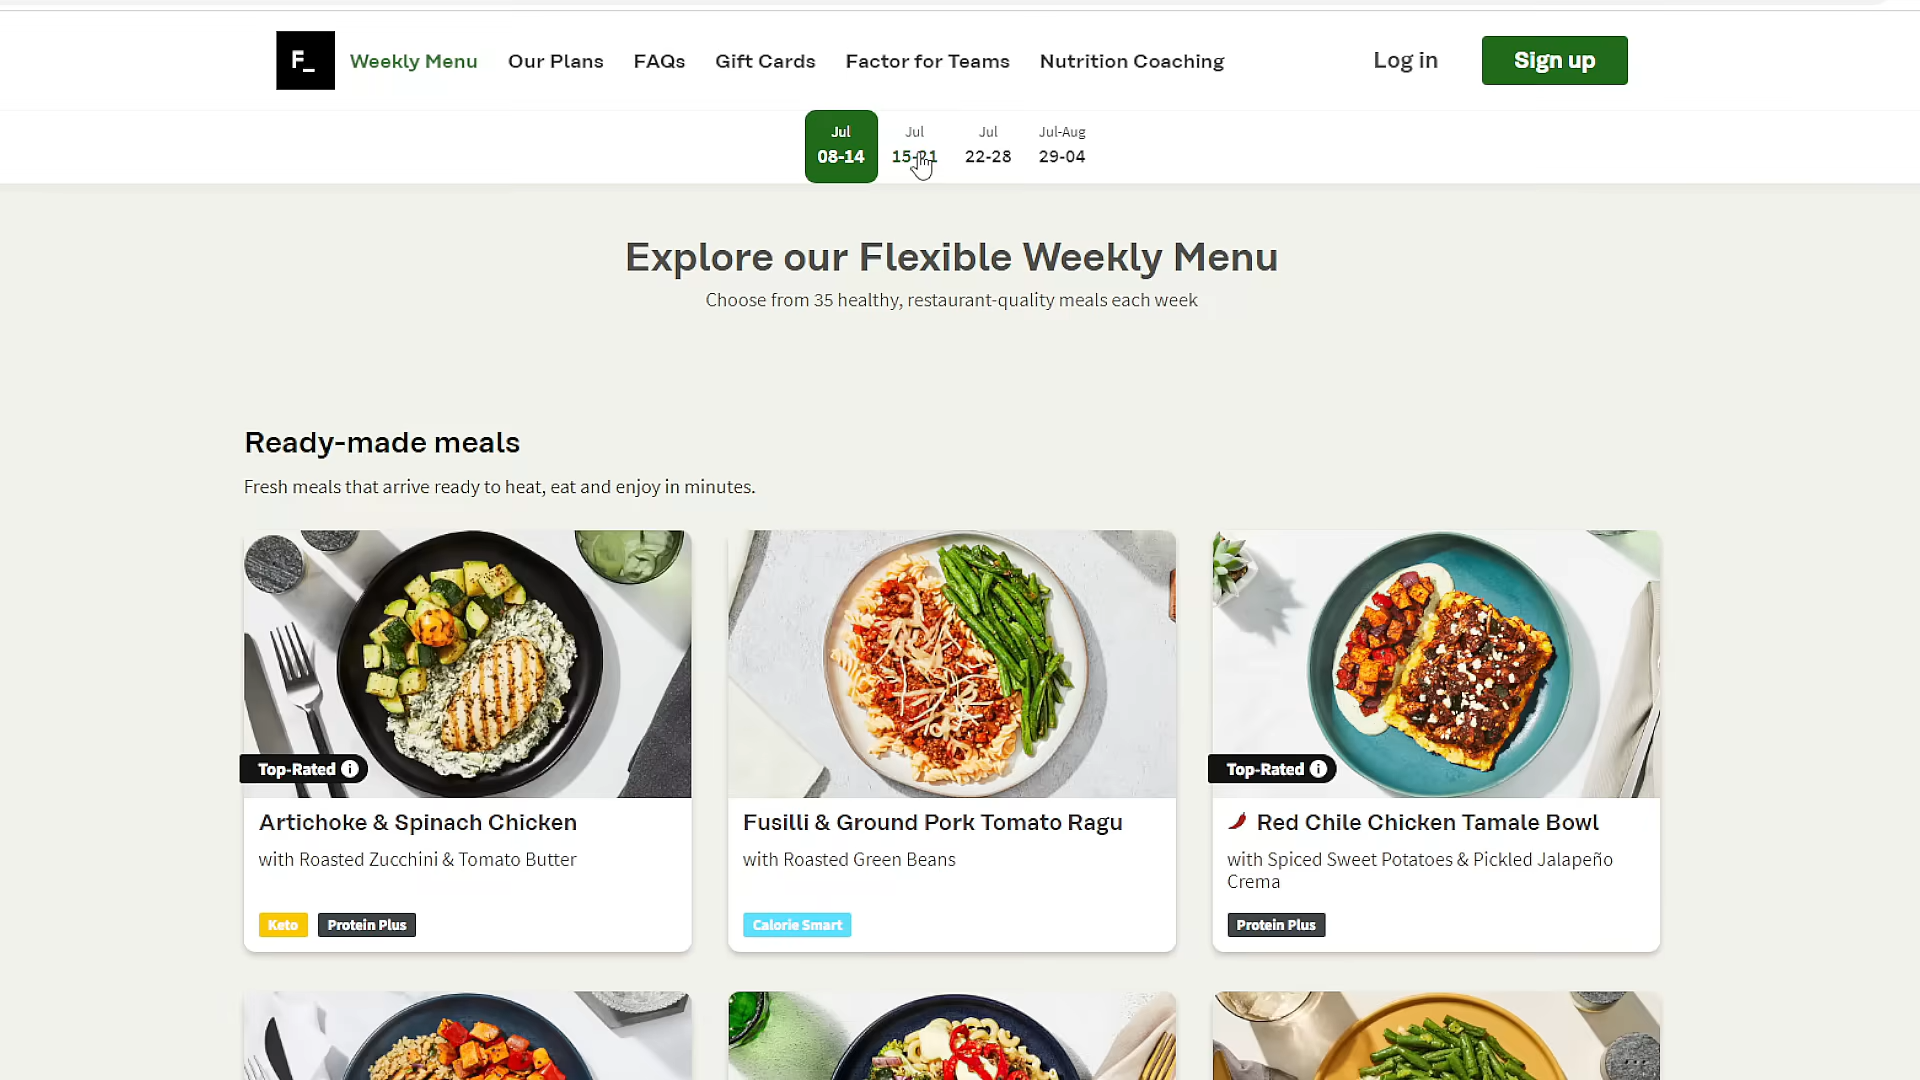 F_
Weekly Menu Our Plans FAQs Gift Cards Factor for Teams Nutrition Coaching Log in Sign up
Jul Jul Jul Jul-Aug
08-14 15-21 22-28 29-04
Explore our Flexible Weekly Menu
Choose from 35 healthy, restaurant-quality meals each week
Ready-made meals
Fresh meals that arrive ready to heat, eat and enjoy in minutes.
Top-Rated
Artichoke & Spinach Chicken
with Roasted Zucchini & Tomato Butter
Keto Protein Plus
Fusilli & Ground Pork Tomato Ragu
with Roasted Green Beans
Calorie Smart
Top-Rated
Red Chile Chicken Tamale Bowl
with Spiced Sweet Potatoes & Pickled Jalapeño
Crema
Protein Plus